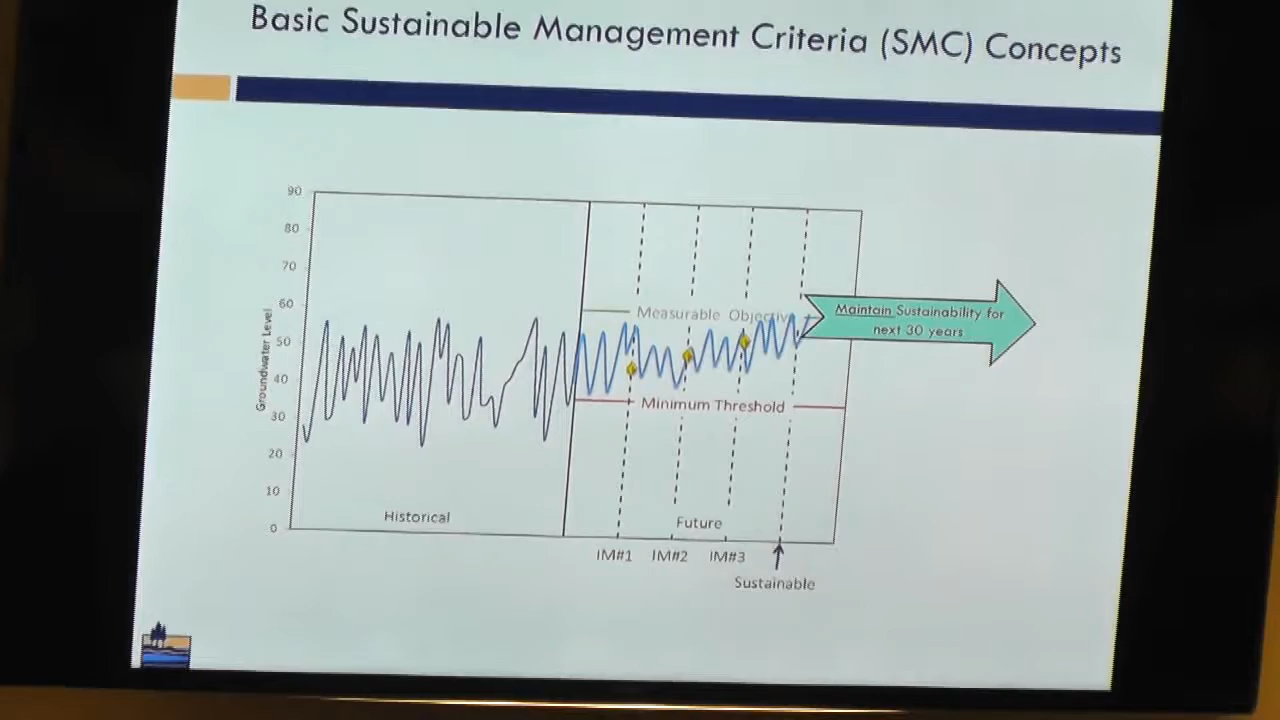 Basic Sustainable Management Criteria (SMC) Concepts
90
80
70
60
50
40
30
20
10
0
Groundwater Level
Measurable Objective
Maintain Sustainability for
next 30 years
Minimum Threshold
Historical
Future
IM#1
IM#2
IM#3
Sustainable